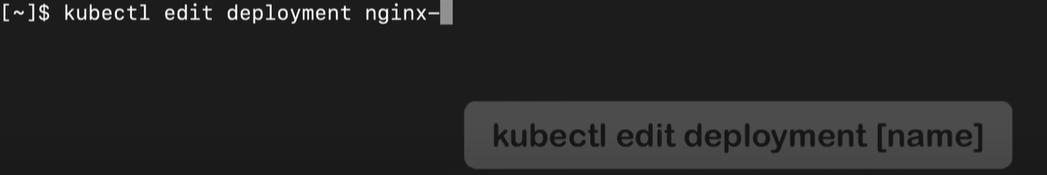 [~]$ kubectl edit deployment nginx-
kubectl edit deployment [name]